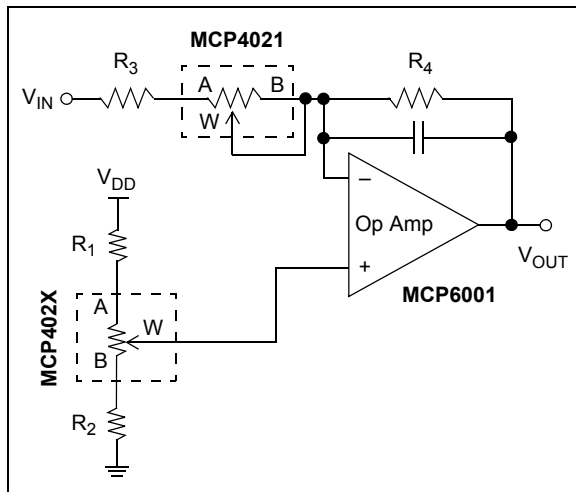 MCP4021
R3
A
B
R4
VIN
W
VDD
–
Op Amp
R1
+
VOUT
MCP6001
A
W
MCP402X
B
R2